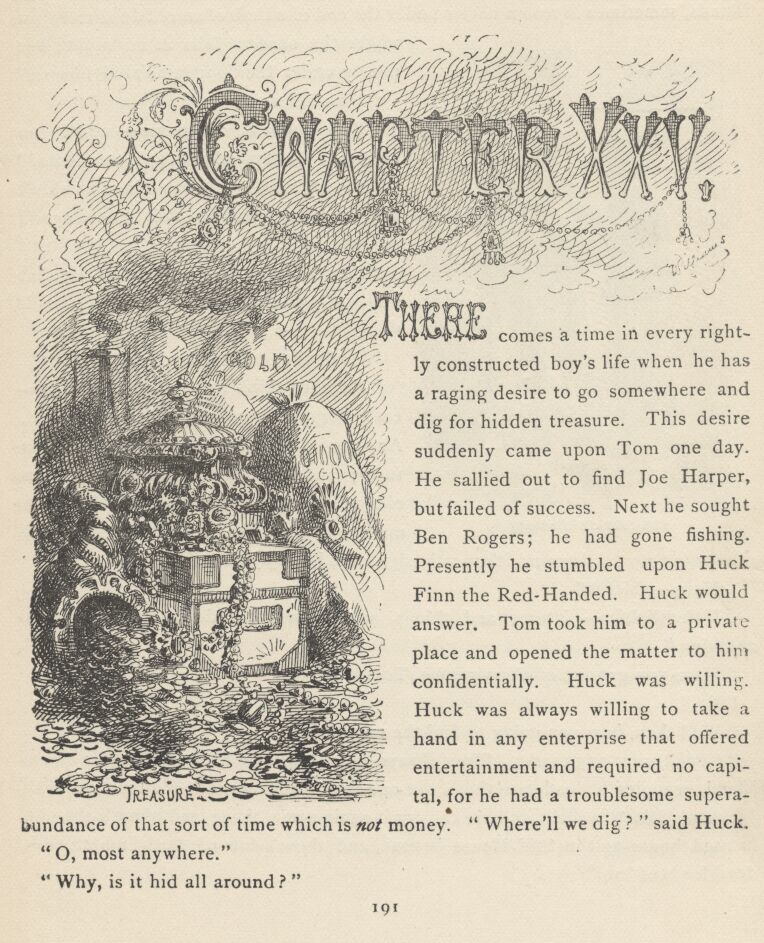 CHAPTER XXV.
THERE comes a time in every right-
ly constructed boy's life when he has
a raging desire to go somewhere and
dig for hidden treasure. This desire
suddenly came upon Tom one day.
He sallied out to find Joe Harper,
but failed of success. Next he sought
Ben Rogers; he had gone fishing.
Presently he stumbled upon Huck
Finn the Red-Handed. Huck would
answer. Tom took him to a private
place and opened the matter to him
confidentially. Huck was willing.
Huck was always willing to take a
hand in any enterprise that offered
entertainment and required no capi-
tal, for he had a troublesome supera-
bundance of that sort of time which is not money. "Where'll we dig?" said Huck.
"O, most anywhere."
"Why, is it hid all around?"
GOLD
GOLD
TREASURE
191